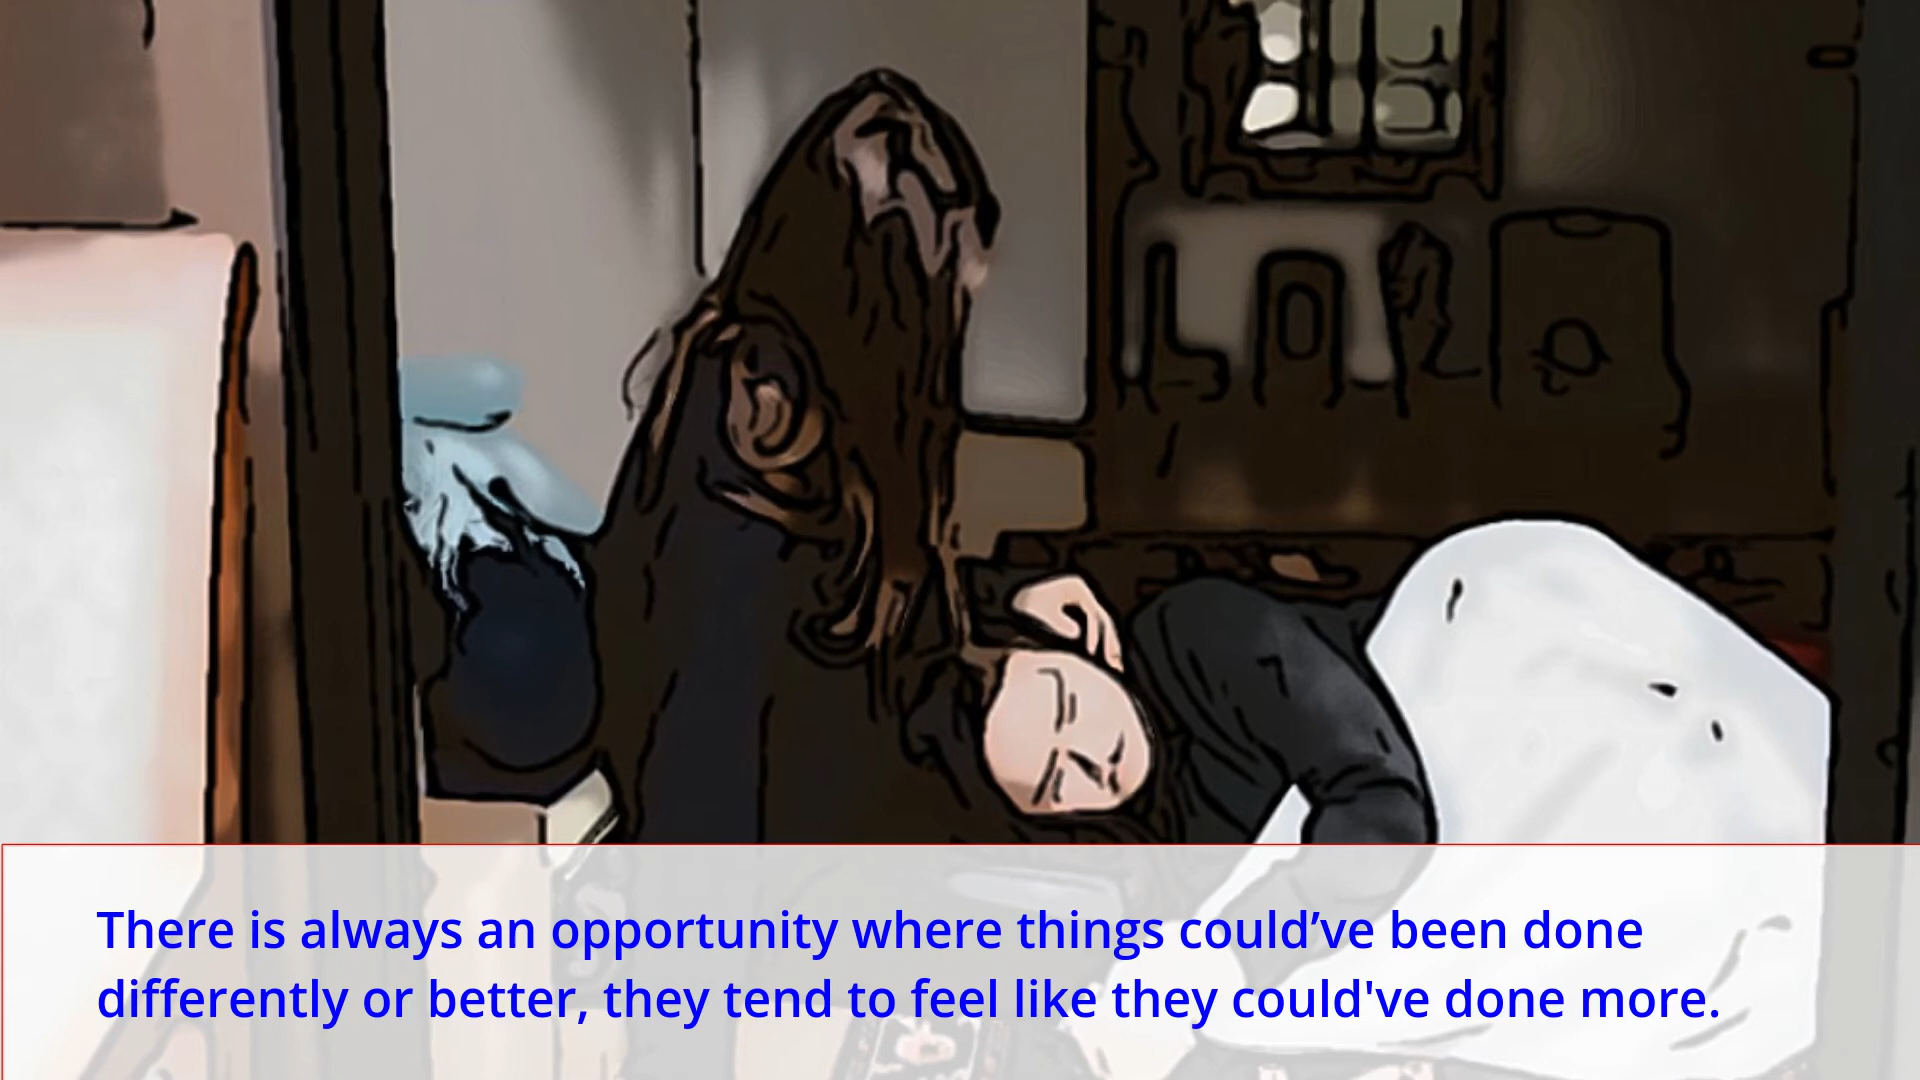 There is always an opportunity where things could’ve been done
differently or better, they tend to feel like they could've done more.